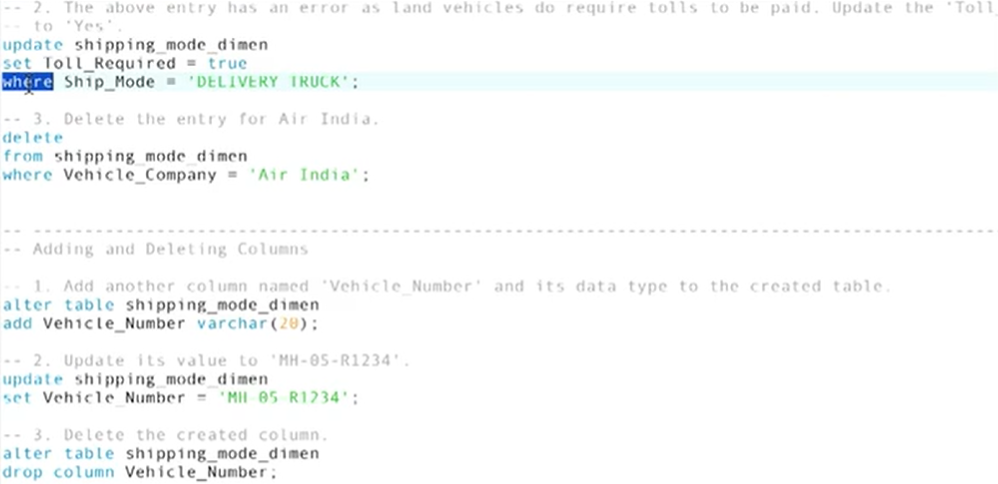 -- 2. The above entry has an error as land vehicles do require tolls to be paid. Update the 'Toll
-- to 'Yes'.
update shipping_mode_dimen
set Toll_Required = true
where Ship_Mode = 'DELIVERY TRUCK';
-- 3. Delete the entry for Air India.
delete
from shipping_mode_dimen
where Vehicle_Company = 'Air India';
-- -----------------------------------------------------------------------------------------------
-- Adding and Deleting Columns
-- 1. Add another column named 'Vehicle_Number' and its data type to the created table.
alter table shipping_mode_dimen
add Vehicle_Number varchar(20);
-- 2. Update its value to 'MH-05-R1234'.
update shipping_mode_dimen
set Vehicle_Number = 'MH-05-R1234';
-- 3. Delete the created column.
alter table shipping_mode_dimen
drop column Vehicle_Number;